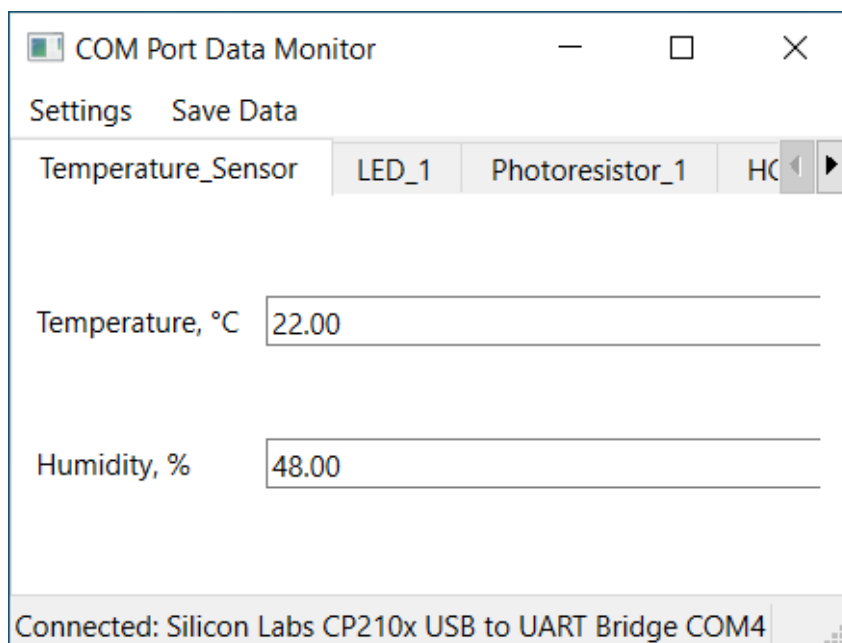 COM Port Data Monitor
Settings Save Data
Temperature_Sensor LED_1 Photoresistor_1
Temperature, °C 22.00
Humidity, % 48.00
Connected: Silicon Labs CP210x USB to UART Bridge COM4